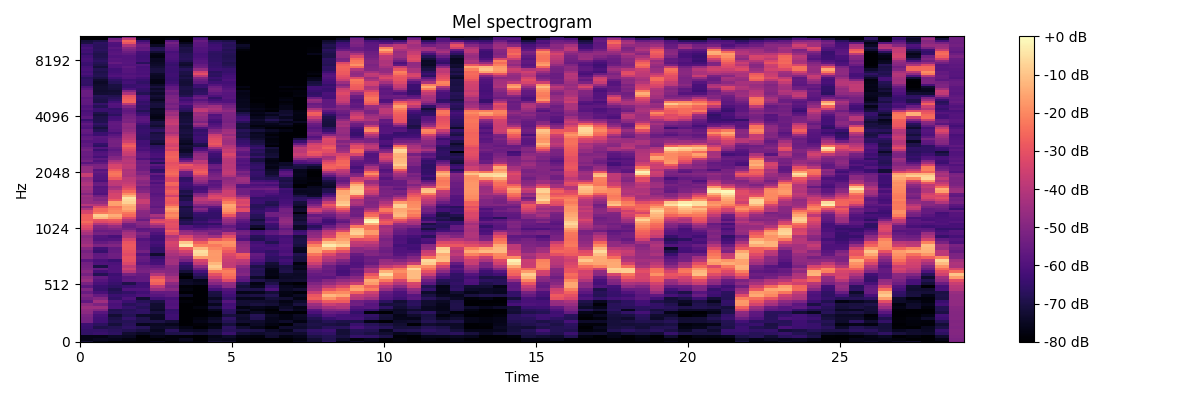 Mel spectrogram
Hz
8192
4096
2048
1024
512
0
0 5 10 15 20 25
Time
+0 dB
-10 dB
-20 dB
-30 dB
-40 dB
-50 dB
-60 dB
-70 dB
-80 dB